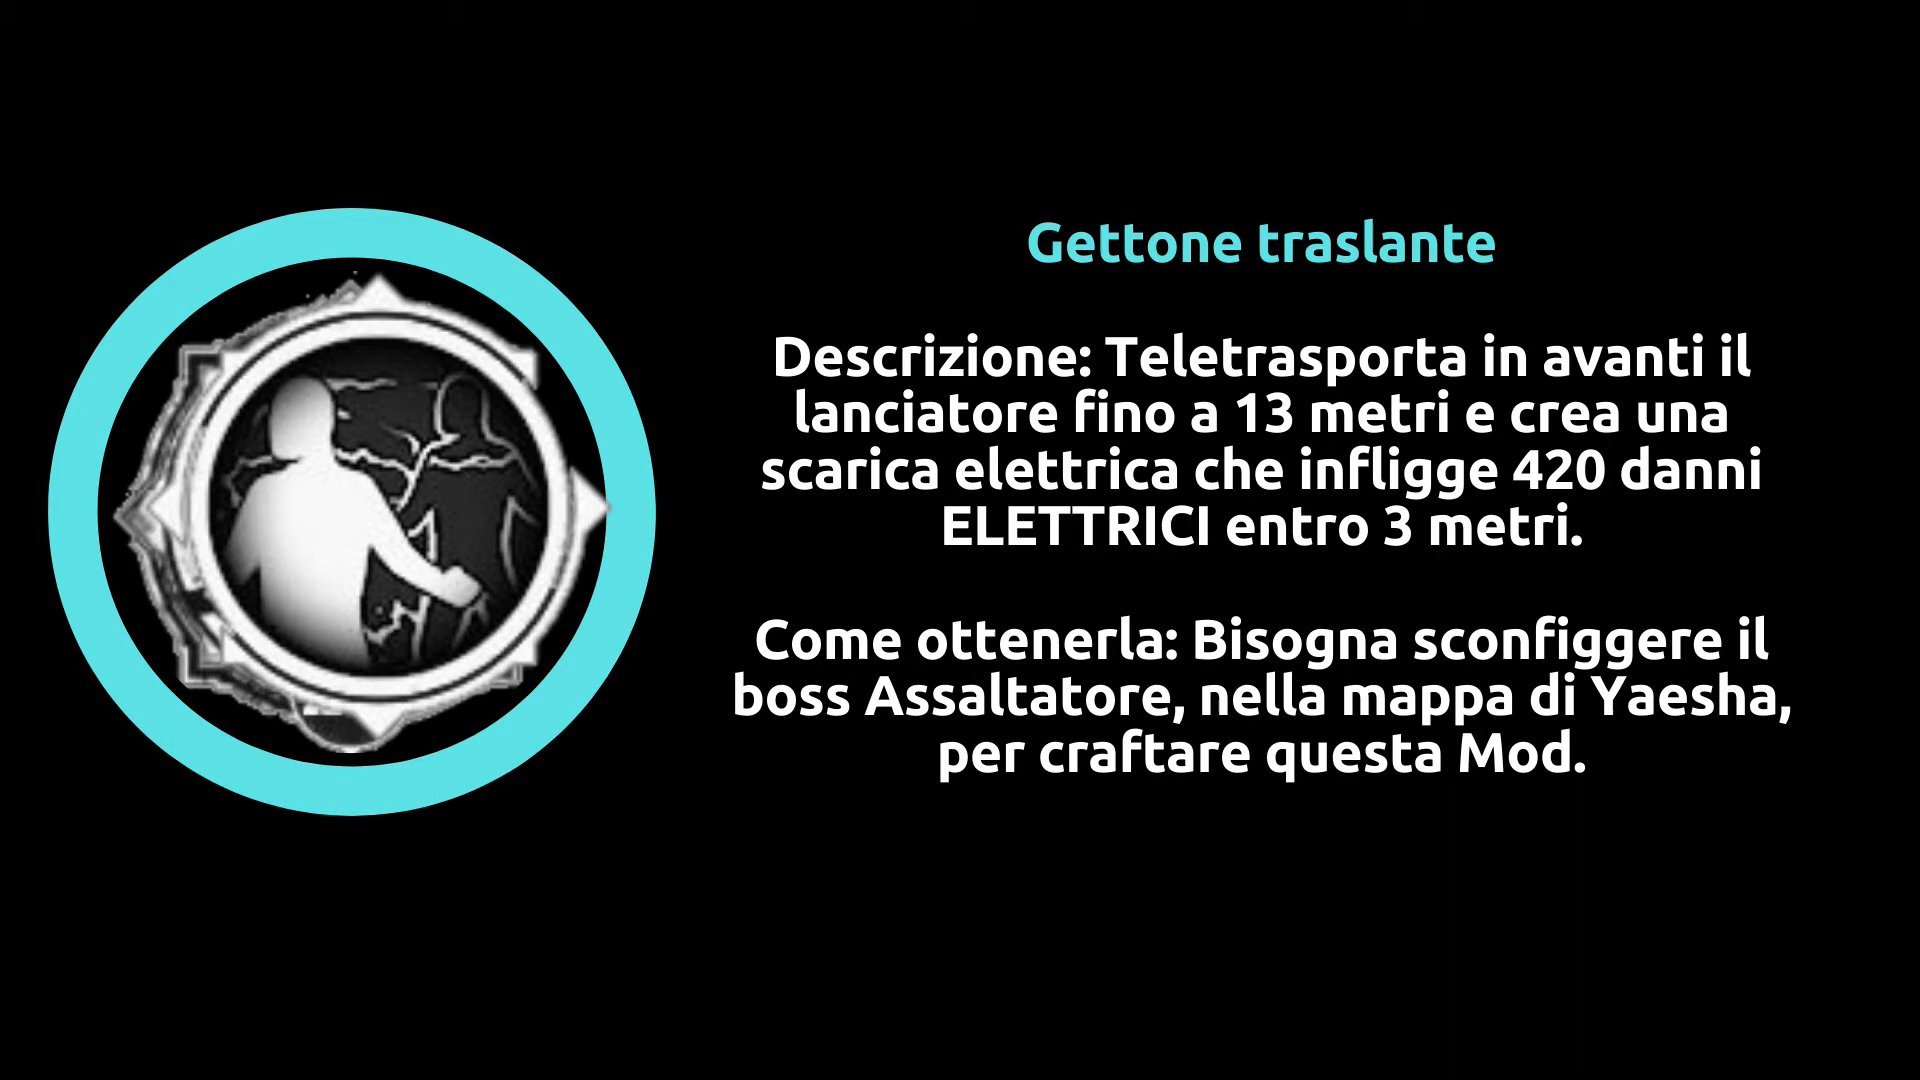 Gettone traslante
Descrizione: Teletrasporta in avanti il
lanciatore fino a 13 metri e crea una
scarica elettrica che infligge 420 danni
ELETTRICI entro 3 metri.
Come ottenerla: Bisogna sconfiggere il
boss Assaltatore, nella mappa di Yaesha,
per craftare questa Mod.